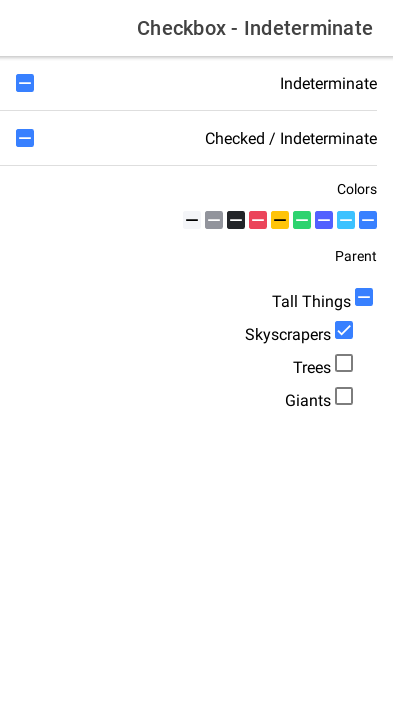 Checkbox - Indeterminate
Indeterminate
Checked / Indeterminate
Colors
Parent
Tall Things
Skyscrapers
Trees
Giants